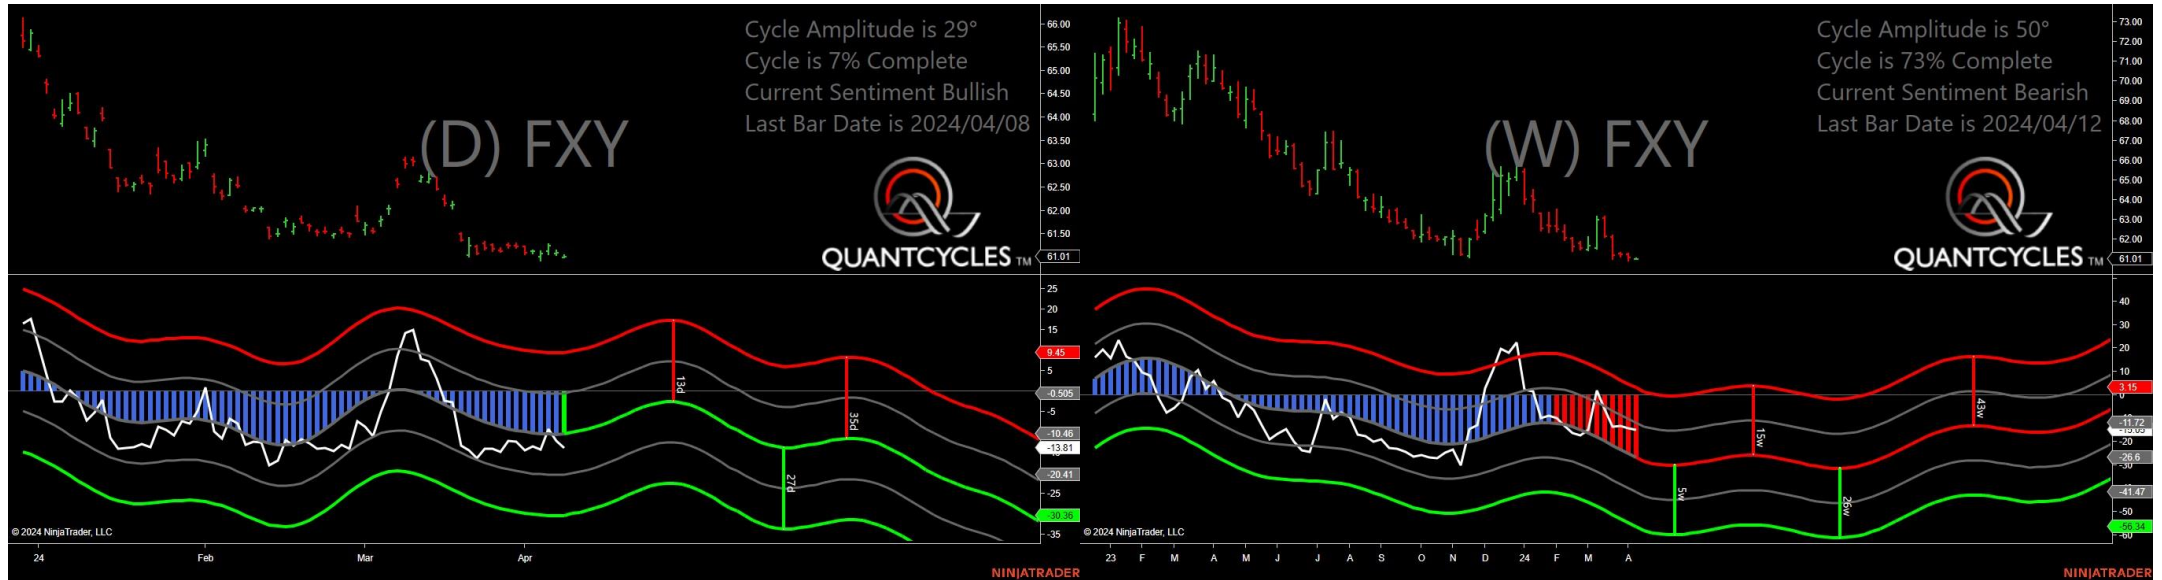 Cycle Amplitude is 29°
Cycle is 7% Complete
Current Sentiment Bullish
Last Bar Date is 2024/04/08
(D) FXY
QUANTCYCLES TM
66.00
65.50
65.00
64.50
64.00
63.50
63.00
62.50
62.00
61.50
61.01
25
20
15
9.45
5
-0.505
-5
-10.46
-13.81
-20.41
-25
-30.36
-35
13d
35d
27d
© 2024 NinjaTrader, LLC
24 Feb Mar Apr
NINJATRADER
Cycle Amplitude is 50°
Cycle is 73% Complete
Current Sentiment Bearish
Last Bar Date is 2024/04/12
(W) FXY
QUANTCYCLES TM
73.00
72.00
71.00
70.00
69.00
68.00
67.00
66.00
65.00
64.00
63.00
62.00
61.01
40
30
20
10
3.15
0
-11.72
-20
-26.6
-30
-41.47
-50
-56.34
-60
43w
15w
5w
26w
© 2024 NinjaTrader, LLC
23 F M A M J J A S O N D 24 F M A
NINJATRADER